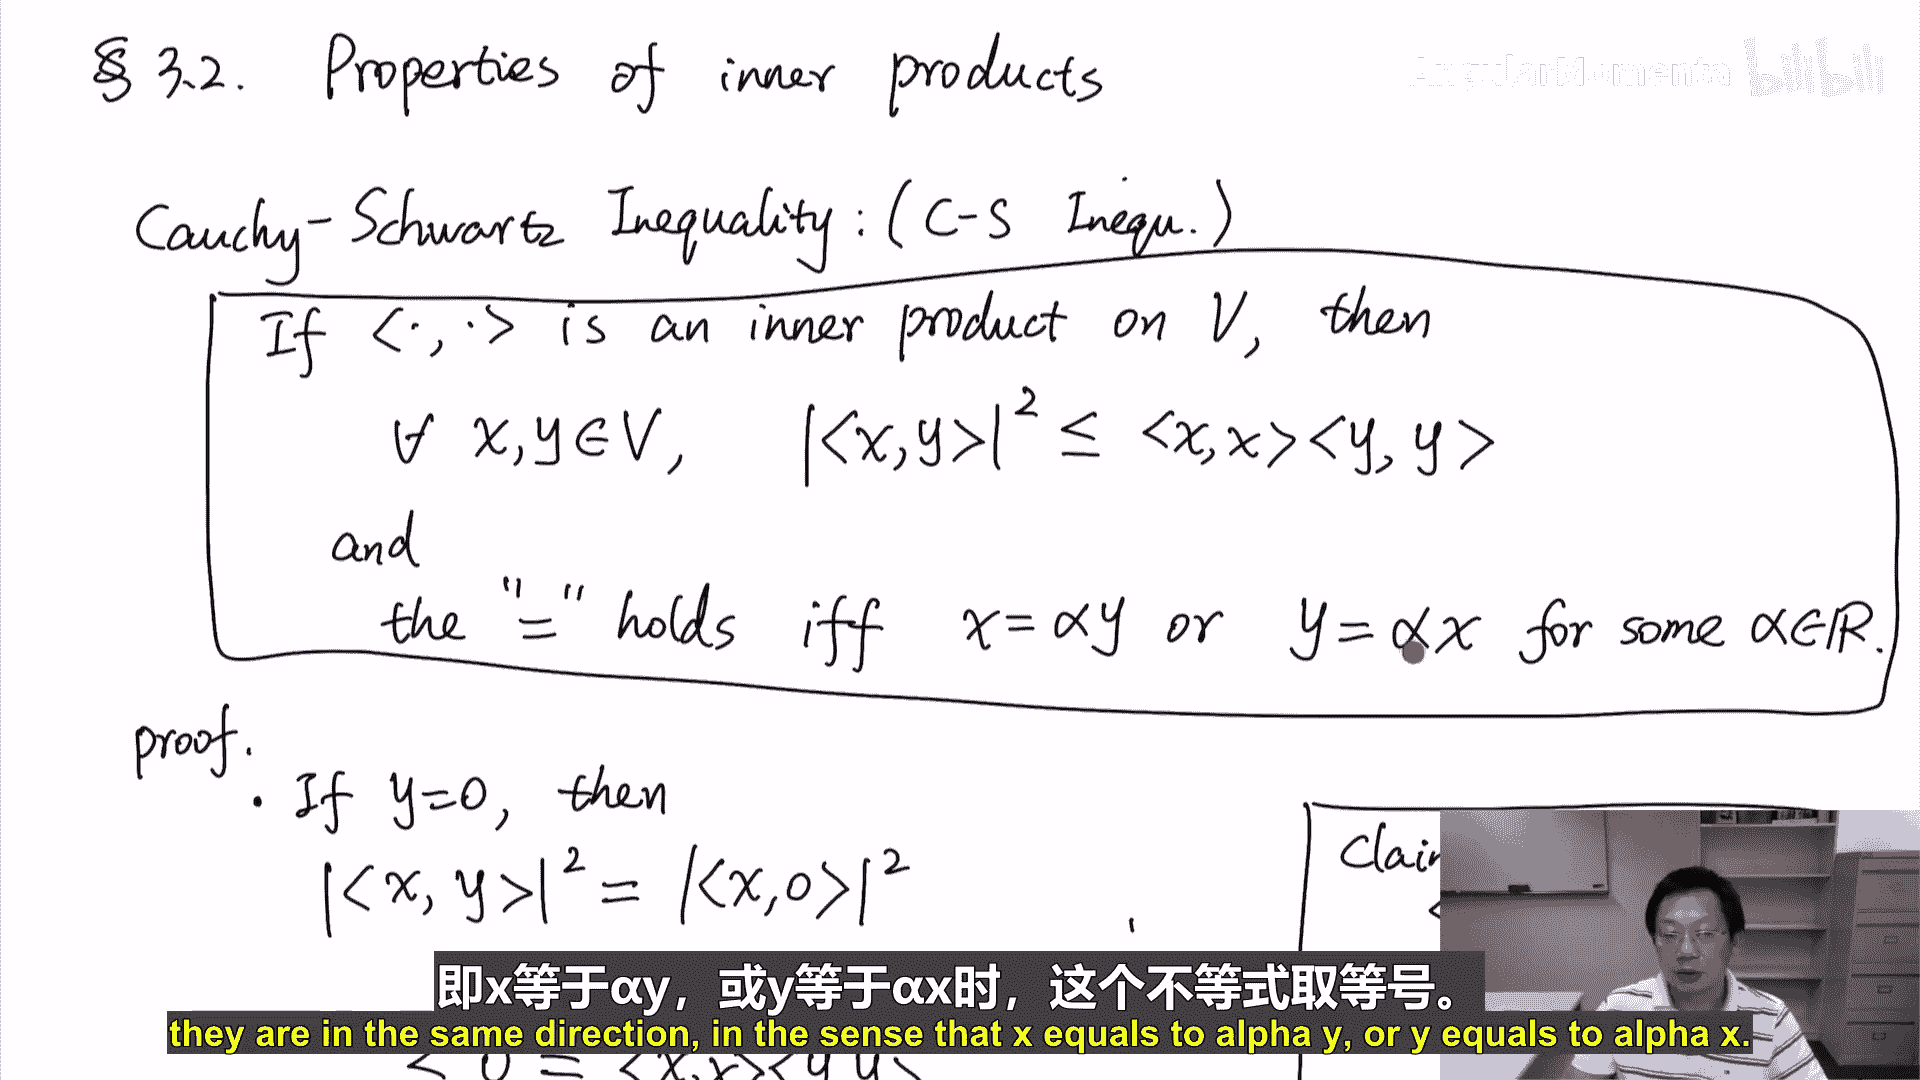 § 3.2. Properties of inner products
AngularMomenta bilibili
Cauchy-Schwartz Inequality: (C-S Inequ.)
If <·,·> is an inner product on V, then
∀ x,y∈V, |<x,y>|² ≤ <x,x><y,y>
and
the "=" holds iff x=αy or y=αx for some α∈ℝ.
proof.
· If y=0, then
|<x,y>|² = |<x,0>|²
即x等于αy，或y等于αx时，这个不等式取等号。
they are in the same direction, in the sense that x equals to alpha y, or y equals to alpha x.